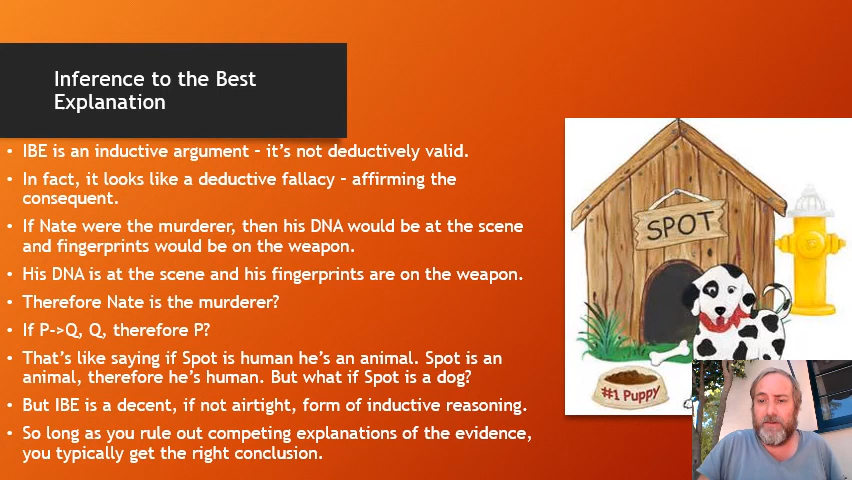 Inference to the Best
Explanation
• IBE is an inductive argument – it's not deductively valid.
• In fact, it looks like a deductive fallacy – affirming the
consequent.
• If Nate were the murderer, then his DNA would be at the scene
and fingerprints would be on the weapon.
• His DNA is at the scene and his fingerprints are on the weapon.
• Therefore Nate is the murderer?
• If P->Q, Q, therefore P?
• That's like saying if Spot is human he's an animal. Spot is an
animal, therefore he's human. But what if Spot is a dog?
• But IBE is a decent, if not airtight, form of inductive reasoning.
• So long as you rule out competing explanations of the evidence,
you typically get the right conclusion.
SPOT
#1 Puppy